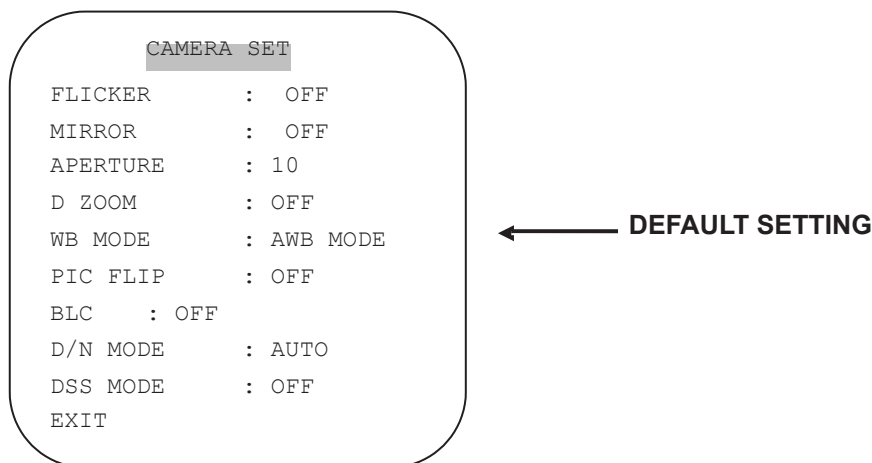 CAMERA SET
FLICKER : OFF
MIRROR : OFF
APERTURE : 10
D ZOOM : OFF
WB MODE : AWB MODE
DEFAULT SETTING
PIC FLIP : OFF
BLC : OFF
D/N MODE : AUTO
DSS MODE : OFF
EXIT